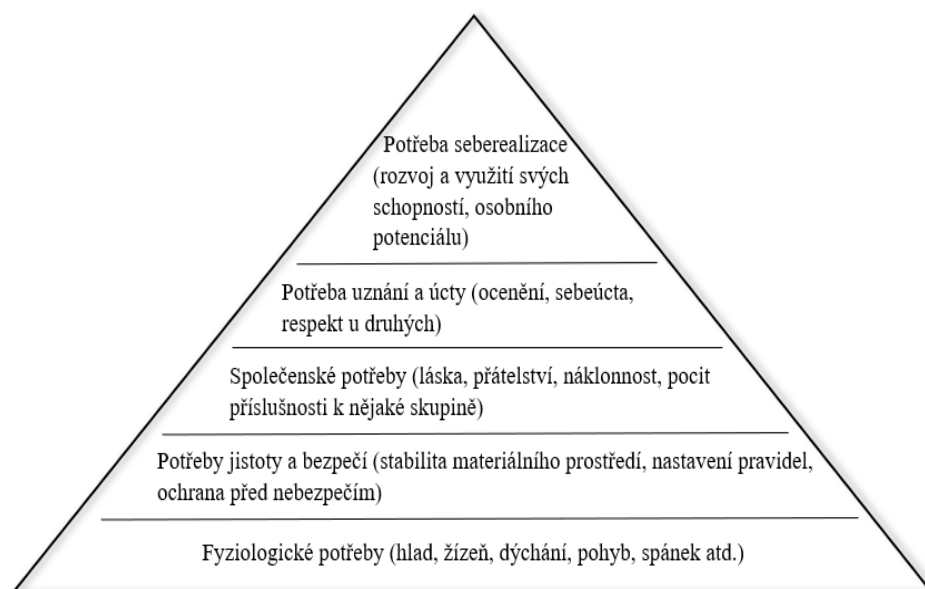 Potřeba seberealizace
(rozvoj a využití svých
schopností, osobního
potenciálu)
Potřeba uznání a úcty (ocenění, sebeúcta,
respekt u druhých)
Společenské potřeby (láska, přátelství, náklonnost, pocit
příslušnosti k nějaké skupině)
Potřeby jistoty a bezpečí (stabilita materiálního prostředí, nastavení pravidel,
ochrana před nebezpečím)
Fyziologické potřeby (hlad, žízeň, dýchání, pohyb, spánek atd.)